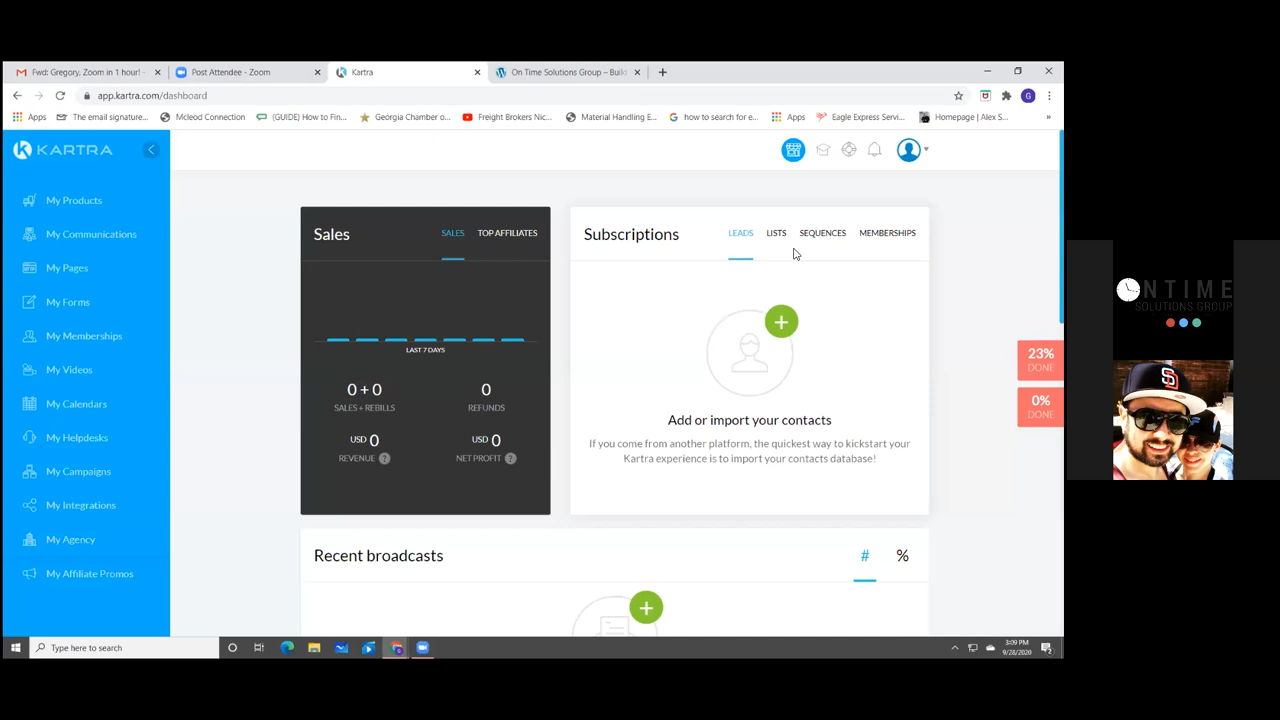 Fwd: Gregory, Zoom in 1 hour! -
Post Attendee - Zoom
Kartra
On Time Solutions Group – Build
app.kartra.com/dashboard
G
Apps
The email signature...
Mcleod Connection
(GUIDE) How to Fin...
Georgia Chamber o...
Freight Brokers Nic...
Material Handling E...
how to search for e...
Apps
Eagle Express Servi...
Homepage | Alex S...
»
KARTRA
My Products
My Communications
My Pages
My Forms
My Memberships
My Videos
My Calendars
My Helpdesks
My Campaigns
My Integrations
My Agency
My Affiliate Promos
Sales
SALES
TOP AFFILIATES
LAST 7 DAYS
0 + 0
SALES + REBILLS
0
REFUNDS
USD 0
REVENUE ?
USD 0
NET PROFIT ?
Subscriptions
LEADS
LISTS
SEQUENCES
MEMBERSHIPS
Add or import your contacts
If you come from another platform, the quickest way to kickstart your
Kartra experience is to import your contacts database!
Recent broadcasts
#
%
23%
DONE
0%
DONE
ONTIME
SOLUTIONS GROUP
Type here to search
3:09 PM
9/28/2020